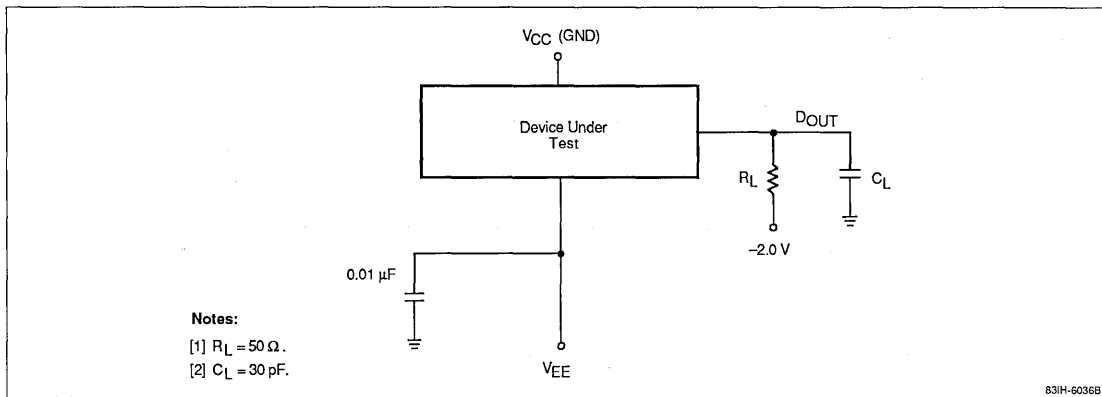 VCC (GND)
Device Under
Test
DOUT
RL
CL
–2.0 V
0.01 µF
VEE
Notes:
[1] RL = 50 Ω.
[2] CL = 30 pF.
83IH-6036B